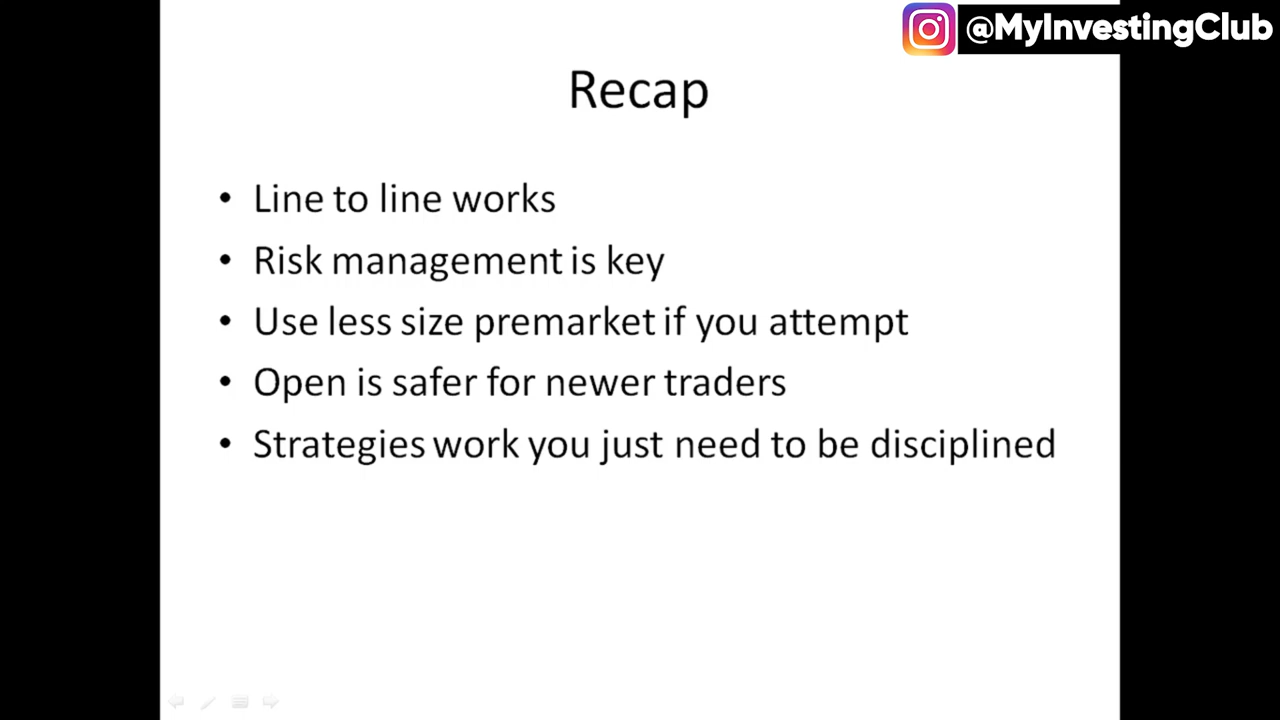 @MyInvestingClub
Recap
• Line to line works
• Risk management is key
• Use less size premarket if you attempt
• Open is safer for newer traders
• Strategies work you just need to be disciplined